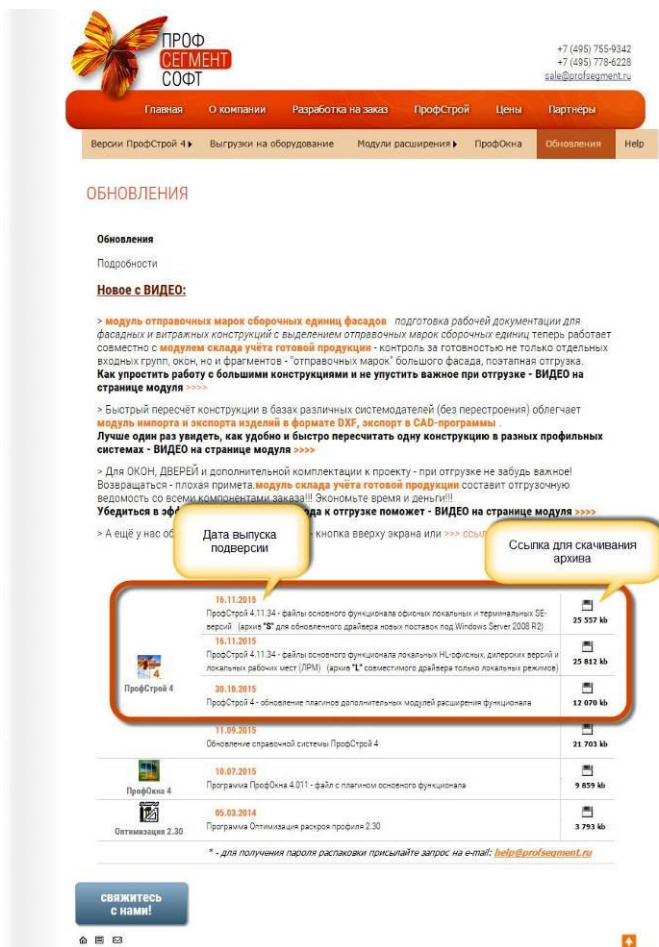 ПРОФ
СЕГМЕНТ
СОФТ
+7 (495) 755-9342
+7 (495) 778-6228
sale@profsegment.ru
Главная О компании Разработка на заказ ПрофСтрой Цены Партнёры
Версии ПрофСтрой 4 Выгрузки на оборудование Модули расширения ПрофОкна Обновления Help
ОБНОВЛЕНИЯ
Обновления
Подробности
Новое с ВИДЕО:
> модуль отправочных марок сборочных единиц фасадов подготовка рабочей документации для
фасадных и витражных конструкций с выделением отправочных марок сборочных единиц теперь работает
совместно с модулем склада учёта готовой продукции - контроль за готовностью не только отдельных
входных групп, окон, но и фрагментов - "отправочных марок" большого фасада, поэтапная отгрузка.
Как упростить работу с большими конструкциями и не упустить важное при отгрузке - ВИДЕО на
странице модуля >>>>
> Быстрый пересчёт конструкции в базах различных системодателей (без перестроения) облегчает
модуль импорта и экспорта изделий в формате DXF, экспорт в CAD-программы .
Лучше один раз увидеть, как удобно и быстро пересчитать одну конструкцию в разных профильных
системах - ВИДЕО на странице модуля >>>>
> Для ОКОН, ДВЕРЕЙ и дополнительной комплектации к проекту - при отгрузке не забудь важное!
Возвращаться - плохая примета.модуль склада учёта готовой продукции составит отгрузочную
ведомость со всеми компонентами заказа!!! Экономьте время и деньги!!!
Убедиться в к отгрузке поможет - ВИДЕО на странице модуля >>>>
> А ещё у нас - кнопка вверху экрана или >>>
Дата выпуска
подверсии
Ссылка для скачивания
архива
16.11.2015
ПрофСтрой 4.11.34 - файлы основного функционала офисных локальных и терминальных SE-
версий (архив "S" для обновленного драйвера новых поставок под Windows Server 2008 R2)
25 557 kb
16.11.2015
ПрофСтрой 4.11.34 - файлы основного функционала локальных HL-офисных, дилерских версий и
локальных рабочих мест (ЛРМ) (архив "L" совместимого драйвера только локальных режимов)
25 812 kb
ПрофСтрой 4
30.10.2015
ПрофСтрой 4 - обновление плагинов дополнительных модулей расширения функционала
12 070 kb
11.09.2015
Обновление справочной системы ПрофСтрой 4
21 703 kb
ПрофОкна 4
10.07.2015
Программа ПрофОкна 4.011 - файл с плагином основного функционала
9 859 kb
Оптимизация 2.30
05.03.2014
Программа Оптимизация раскроя профиля 2.30
3 793 kb
* - для получения пароля распаковки присылайте запрос на e-mail: help@profsegment.ru
свяжитесь
с нами!